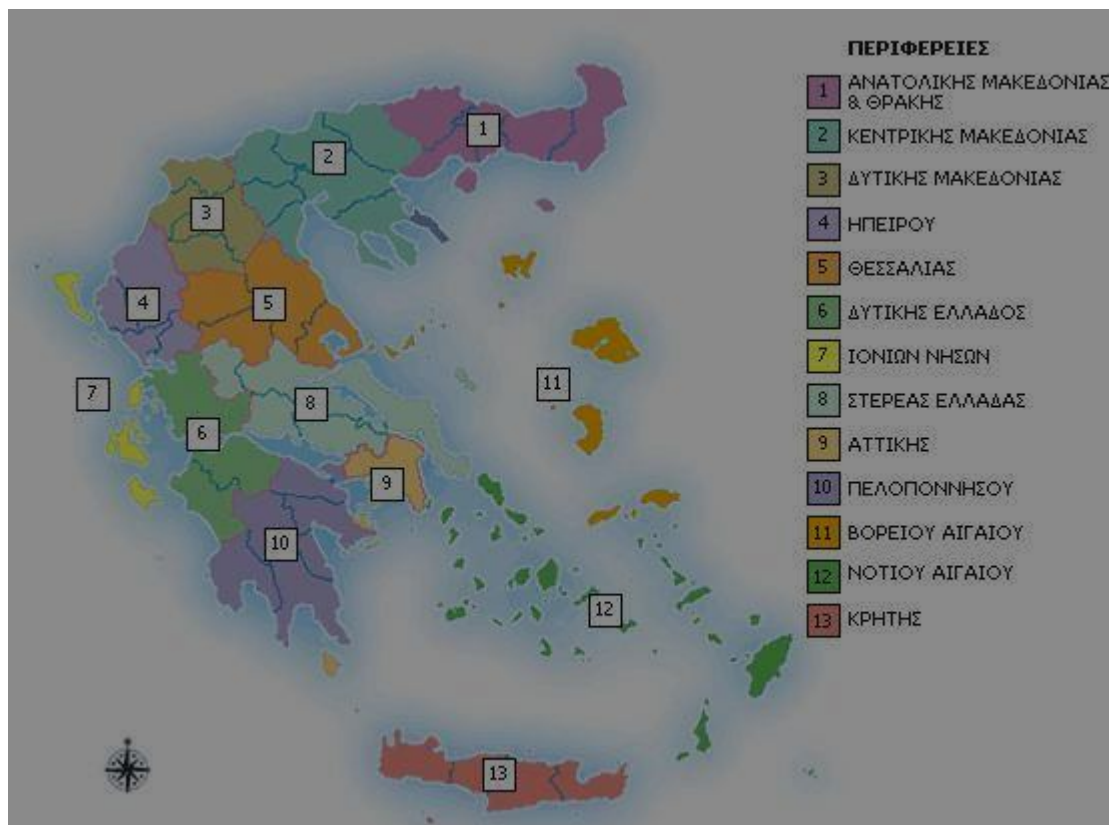 ΠΕΡΙΦΕΡΕΙΕΣ
1 ΑΝΑΤΟΛΙΚΗΣ ΜΑΚΕΔΟΝΙΑΣ
& ΘΡΑΚΗΣ
2 ΚΕΝΤΡΙΚΗΣ ΜΑΚΕΔΟΝΙΑΣ
3 ΔΥΤΙΚΗΣ ΜΑΚΕΔΟΝΙΑΣ
4 ΗΠΕΙΡΟΥ
5 ΘΕΣΣΑΛΙΑΣ
6 ΔΥΤΙΚΗΣ ΕΛΛΑΔΟΣ
7 ΙΟΝΙΩΝ ΝΗΣΩΝ
8 ΣΤΕΡΕΑΣ ΕΛΛΑΔΑΣ
9 ΑΤΤΙΚΗΣ
10 ΠΕΛΟΠΟΝΝΗΣΟΥ
11 ΒΟΡΕΙΟΥ ΑΙΓΑΙΟΥ
12 ΝΟΤΙΟΥ ΑΙΓΑΙΟΥ
13 ΚΡΗΤΗΣ
1
2
3
4
5
11
7
8
6
9
10
12
13